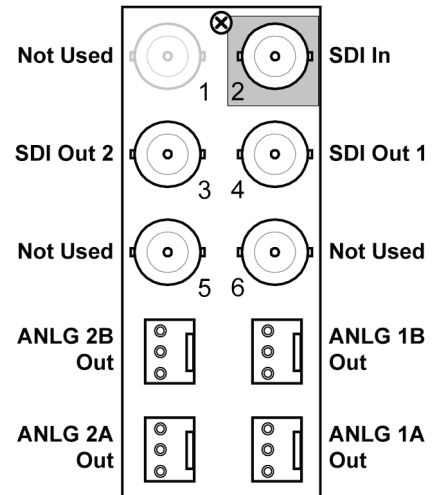 Not Used
SDI In
1
2
SDI Out 2
SDI Out 1
3
4
Not Used
Not Used
5
6
ANLG 2B
Out
ANLG 1B
Out
ANLG 2A
Out
ANLG 1A
Out